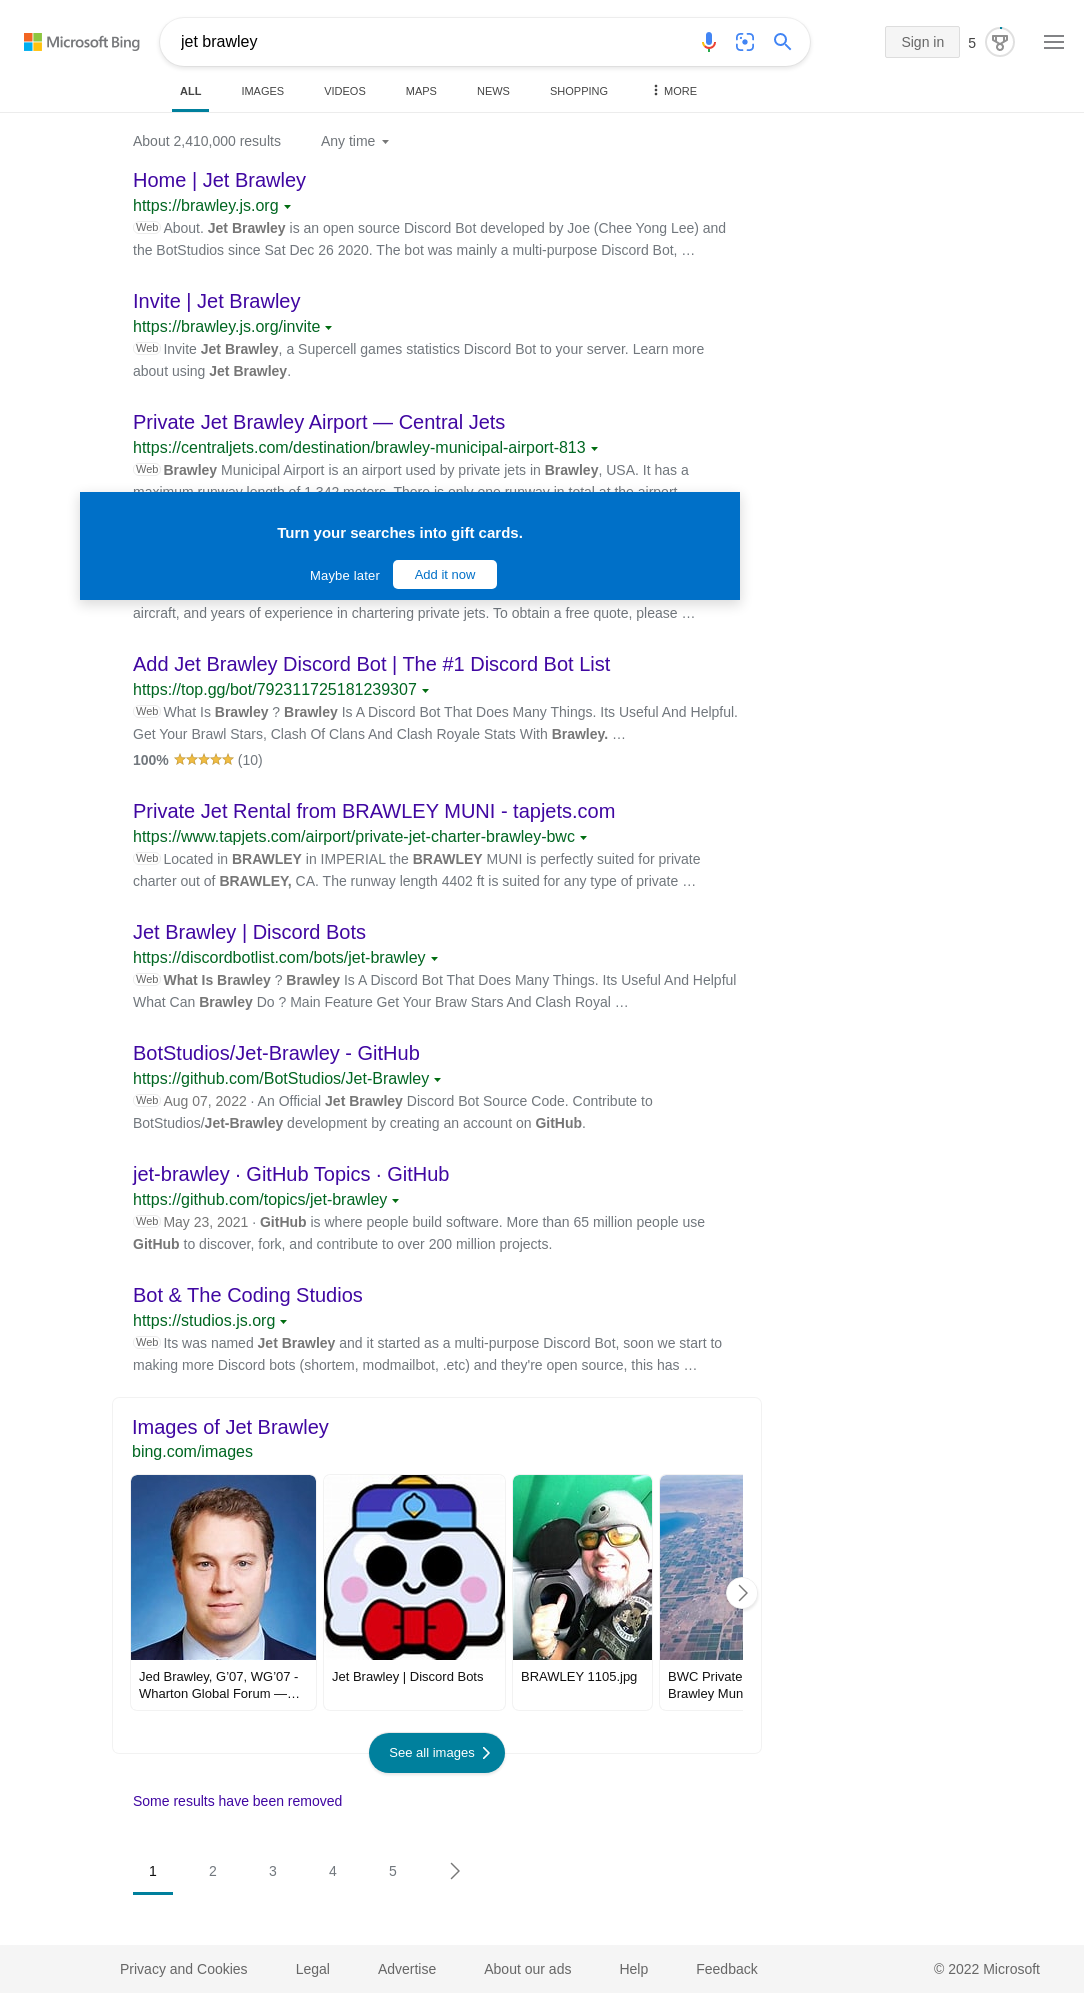 Microsoft Bing
jet brawley
Sign in
5
ALL
IMAGES
VIDEOS
MAPS
NEWS
SHOPPING
MORE
About 2,410,000 results
Any time
Home | Jet Brawley
https://brawley.js.org
Web About. Jet Brawley is an open source Discord Bot developed by Joe (Chee Yong Lee) and
the BotStudios since Sat Dec 26 2020. The bot was mainly a multi-purpose Discord Bot, …
Invite | Jet Brawley
https://brawley.js.org/invite
Web Invite Jet Brawley, a Supercell games statistics Discord Bot to your server. Learn more
about using Jet Brawley.
Private Jet Brawley Airport — Central Jets
https://centraljets.com/destination/brawley-municipal-airport-813
Web Brawley Municipal Airport is an airport used by private jets in Brawley, USA. It has a
maximum runway length of 1,342 meters. There is only one runway in total at the airport
Turn your searches into gift cards.
Maybe later
Add it now
aircraft, and years of experience in chartering private jets. To obtain a free quote, please …
Add Jet Brawley Discord Bot | The #1 Discord Bot List
https://top.gg/bot/792311725181239307
Web What Is Brawley ? Brawley Is A Discord Bot That Does Many Things. Its Useful And Helpful.
Get Your Brawl Stars, Clash Of Clans And Clash Royale Stats With Brawley. …
100% (10)
Private Jet Rental from BRAWLEY MUNI - tapjets.com
https://www.tapjets.com/airport/private-jet-charter-brawley-bwc
Web Located in BRAWLEY in IMPERIAL the BRAWLEY MUNI is perfectly suited for private
charter out of BRAWLEY, CA. The runway length 4402 ft is suited for any type of private …
Jet Brawley | Discord Bots
https://discordbotlist.com/bots/jet-brawley
Web What Is Brawley ? Brawley Is A Discord Bot That Does Many Things. Its Useful And Helpful
What Can Brawley Do ? Main Feature Get Your Braw Stars And Clash Royal …
BotStudios/Jet-Brawley - GitHub
https://github.com/BotStudios/Jet-Brawley
Web Aug 07, 2022 · An Official Jet Brawley Discord Bot Source Code. Contribute to
BotStudios/Jet-Brawley development by creating an account on GitHub.
jet-brawley · GitHub Topics · GitHub
https://github.com/topics/jet-brawley
Web May 23, 2021 · GitHub is where people build software. More than 65 million people use
GitHub to discover, fork, and contribute to over 200 million projects.
Bot & The Coding Studios
https://studios.js.org
Web Its was named Jet Brawley and it started as a multi-purpose Discord Bot, soon we start to
making more Discord bots (shortem, modmailbot, .etc) and they're open source, this has …
Images of Jet Brawley
bing.com/images
Jed Brawley, G’07, WG’07 -
Wharton Global Forum —…
Jet Brawley | Discord Bots
BRAWLEY 1105.jpg
BWC Private
Brawley Mun
See all images
Some results have been removed
1
2
3
4
5
Privacy and Cookies
Legal
Advertise
About our ads
Help
Feedback
© 2022 Microsoft